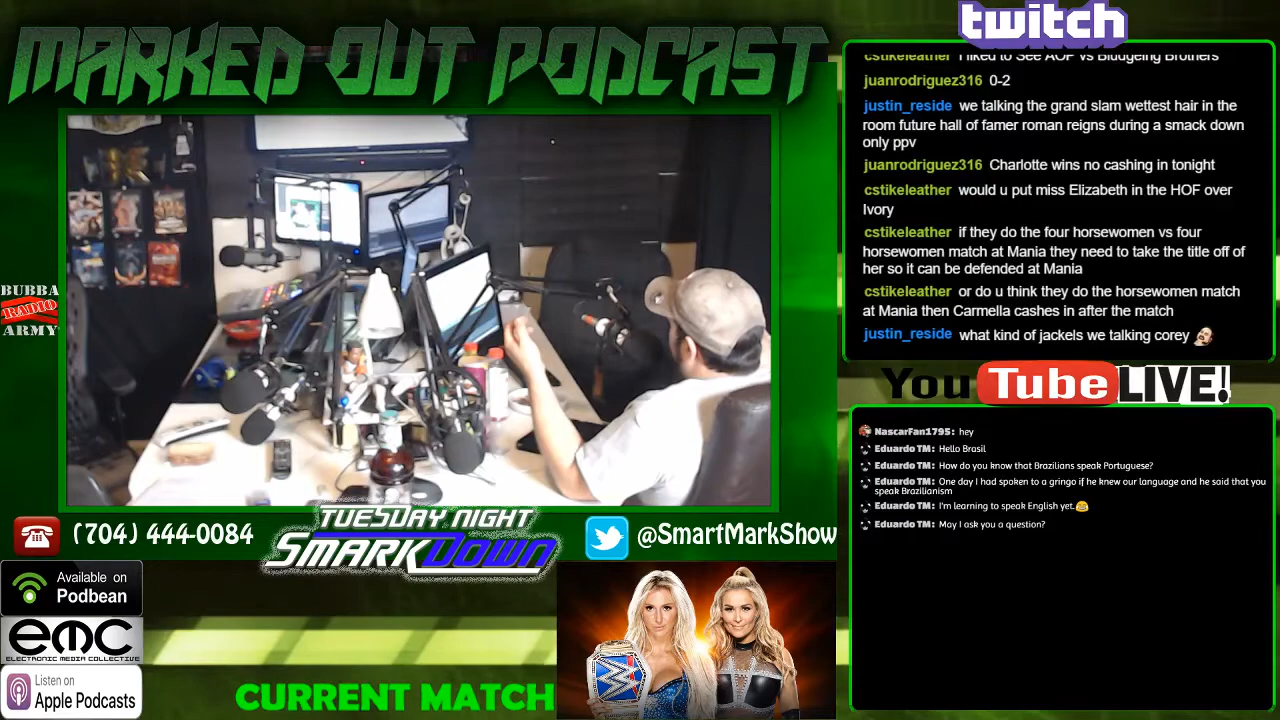 MARKED OUT PODCAST
twitch
cstikeleather I liked to See AOP vs Bludgeing Brothers
juanrodriguez316 0-2
justin_reside we talking the grand slam wettest hair in the
room future hall of famer roman reigns during a smack down
only ppv
juanrodriguez316 Charlotte wins no cashing in tonight
cstikeleather would u put miss Elizabeth in the HOF over
Ivory
cstikeleather if they do the four horsewomen vs four
horsewomen match at Mania they need to take the title off of
her so it can be defended at Mania
cstikeleather or do u think they do the horsewomen match
at Mania then Carmella cashes in after the match
justin_reside what kind of jackels we talking corey
BUBBA
RADIO
ARMY
You Tube LIVE!
NascarFan1795: hey
Eduardo TM: Hello Brasil
Eduardo TM: How do you know that Brazilians speak Portuguese?
Eduardo TM: One day I had spoken to a gringo if he knew our language and he said that you
speak Brazilianism
Eduardo TM: I'm learning to speak English yet.
Eduardo TM: May I ask you a question?
(704) 444-0084
TUESDAY NIGHT
SMARKDOWN
@SmartMarkShow
Available on
Podbean
emc
ELECTRONIC MEDIA COLLECTIVE
Listen on
Apple Podcasts
CURRENT MATCH